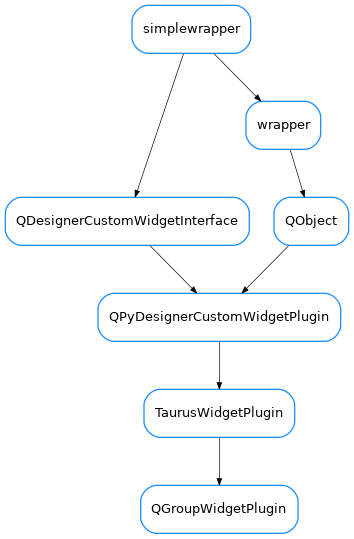 simplewrapper
wrapper
QDesignerCustomWidgetInterface
QObject
QPyDesignerCustomWidgetPlugin
TaurusWidgetPlugin
QGroupWidgetPlugin